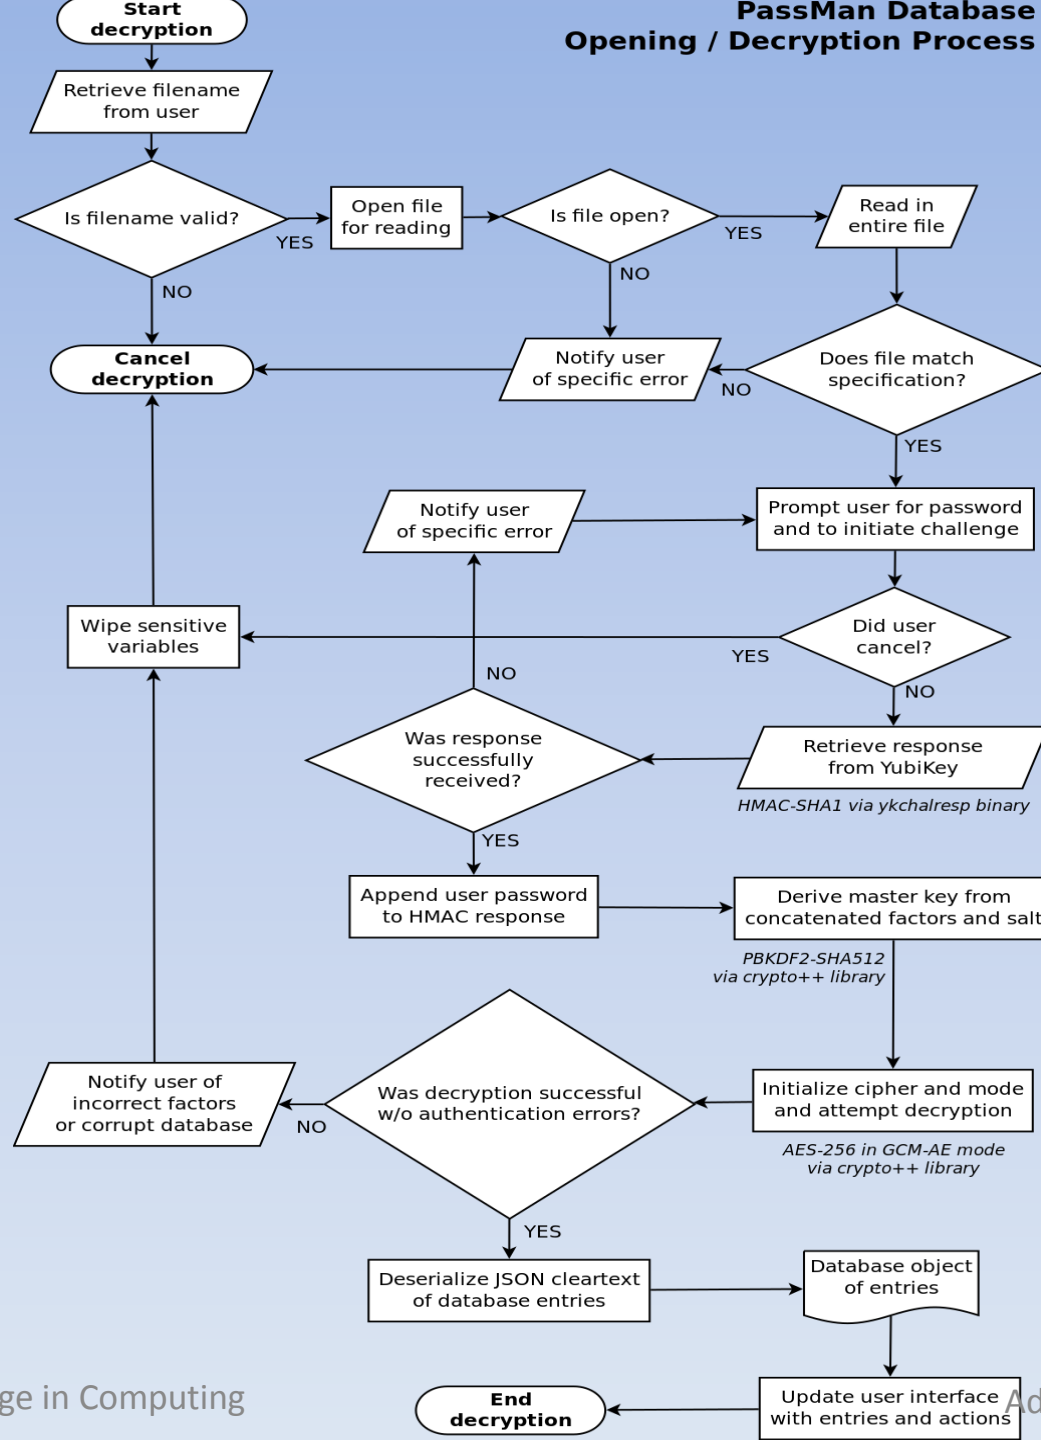 PassMan Database
Opening / Decryption Process
Start
decryption
Retrieve filename
from user
Is filename valid?
YES
NO
Open file
for reading
Is file open?
YES
NO
Read in
entire file
Cancel
decryption
Notify user
of specific error
Does file match
specification?
NO
YES
Notify user
of specific error
Prompt user for password
and to initiate challenge
Wipe sensitive
variables
Did user
cancel?
YES
NO
NO
Was response
successfully
received?
Retrieve response
from YubiKey
HMAC-SHA1 via ykchalresp binary
YES
Append user password
to HMAC response
Derive master key from
concatenated factors and salt
PBKDF2-SHA512
via crypto++ library
Notify user of
incorrect factors
or corrupt database
NO
Was decryption successful
w/o authentication errors?
Initialize cipher and mode
and attempt decryption
AES-256 in GCM-AE mode
via crypto++ library
YES
Deserialize JSON cleartext
of database entries
Database object
of entries
ge in Computing
End
decryption
Update user interface
with entries and actions
Ad